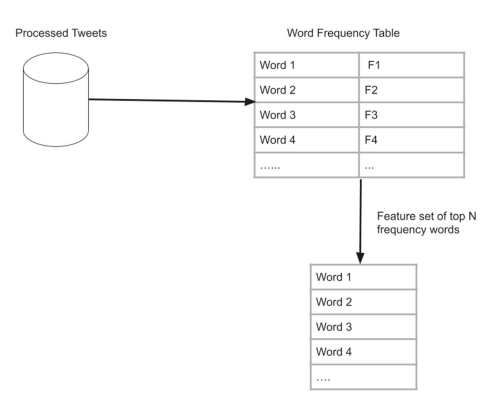 Processed Tweets
Word Frequency Table
Word 1 F1
Word 2 F2
Word 3 F3
Word 4 F4
…... ...
Feature set of top N
frequency words
Word 1
Word 2
Word 3
Word 4
….